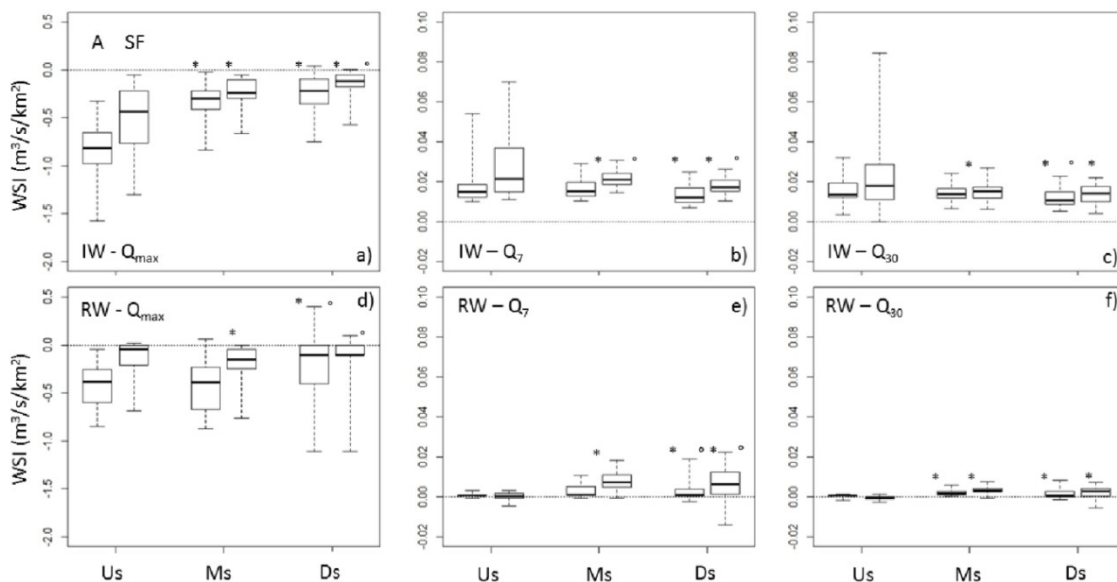 A SF
0.5
0.0
-0.5
-1.0
-1.5
-2.0
WSI (m³/s/km²)
* * * * °
IW - Qmax
a)
0.10
0.08
0.06
0.04
0.02
0.00
-0.02
* ° * * °
IW – Q7
b)
0.10
0.08
0.06
0.04
0.02
0.00
-0.02
* * ° *
IW – Q30
c)
0.5
0.0
-0.5
-1.0
-1.5
-2.0
WSI (m³/s/km²)
RW - Qmax
d)
* * ° °
Us Ms Ds
0.10
0.08
0.06
0.04
0.02
0.00
-0.02
RW – Q7
e)
* * ° * °
Us Ms Ds
0.10
0.08
0.06
0.04
0.02
0.00
-0.02
RW – Q30
f)
* * * *
Us Ms Ds